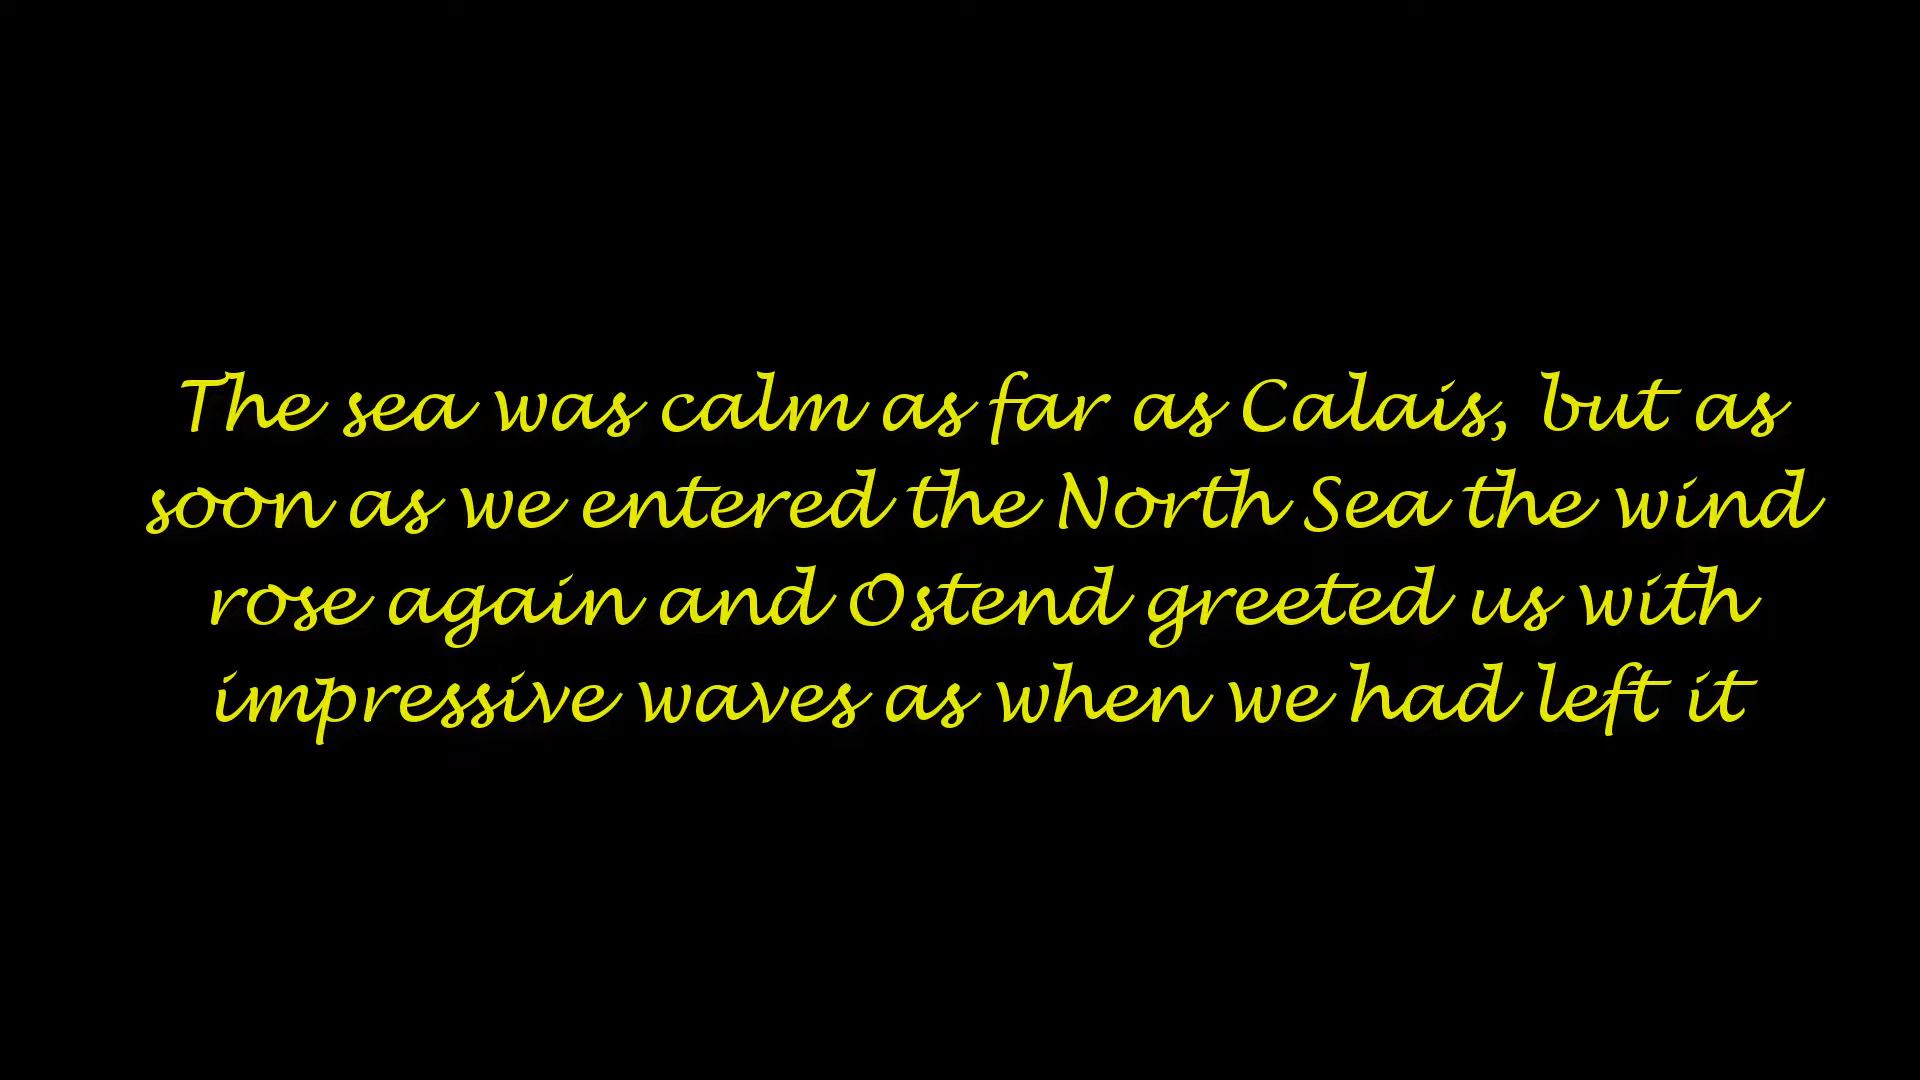 The sea was calm as far as Calais, but as
soon as we entered the North Sea the wind
rose again and Ostend greeted us with
impressive waves as when we had left it